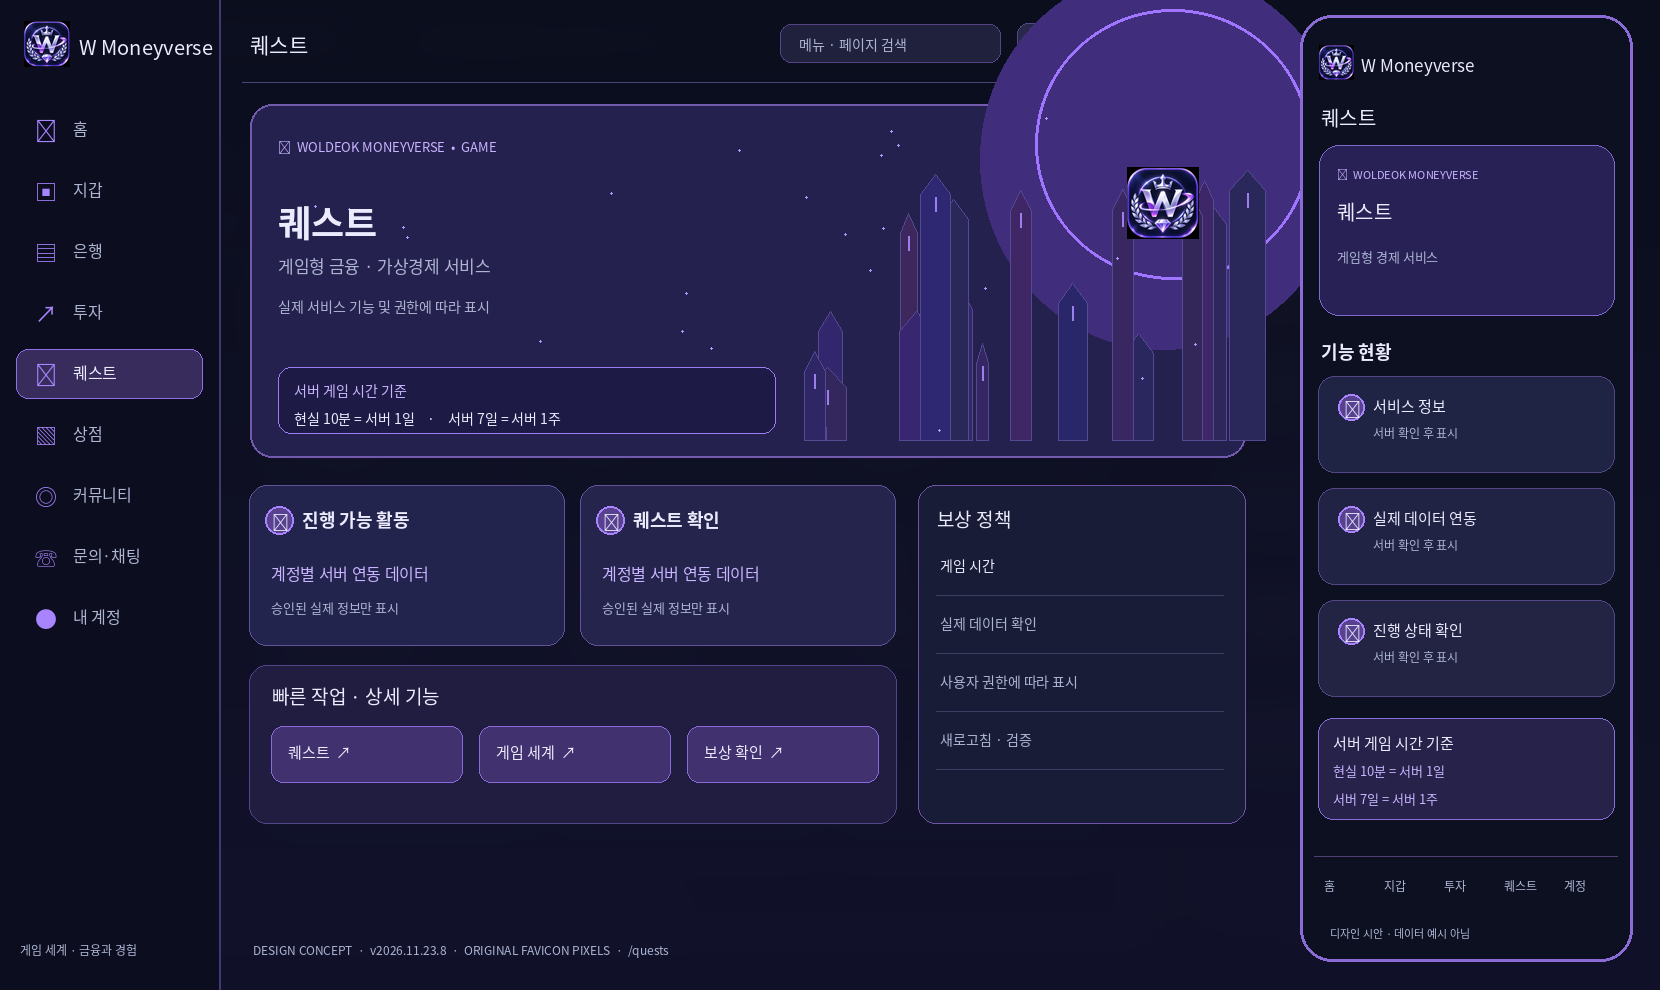 W Moneyverse
홈
지갑
은행
투자
퀘스트
상점
커뮤니티
문의·채팅
내 계정
게임 세계 · 금융과 경험
퀘스트
메뉴 · 페이지 검색
WOLDEOK MONEYVERSE • GAME
퀘스트
게임형 금융 · 가상경제 서비스
실제 서비스 기능 및 권한에 따라 표시
서버 게임 시간 기준
현실 10분 = 서버 1일 · 서버 7일 = 서버 1주
진행 가능 활동
계정별 서버 연동 데이터
승인된 실제 정보만 표시
퀘스트 확인
계정별 서버 연동 데이터
승인된 실제 정보만 표시
보상 정책
게임 시간
실제 데이터 확인
사용자 권한에 따라 표시
새로고침 · 검증
빠른 작업 · 상세 기능
퀘스트 ↗
게임 세계 ↗
보상 확인 ↗
DESIGN CONCEPT · v2026.11.23.8 · ORIGINAL FAVICON PIXELS · /quests
W Moneyverse
퀘스트
WOLDEOK MONEYVERSE
퀘스트
게임형 경제 서비스
기능 현황
서비스 정보
서버 확인 후 표시
실제 데이터 연동
서버 확인 후 표시
진행 상태 확인
서버 확인 후 표시
서버 게임 시간 기준
현실 10분 = 서버 1일
서버 7일 = 서버 1주
홈 지갑 투자 퀘스트 계정
디자인 시안 · 데이터 예시 아님